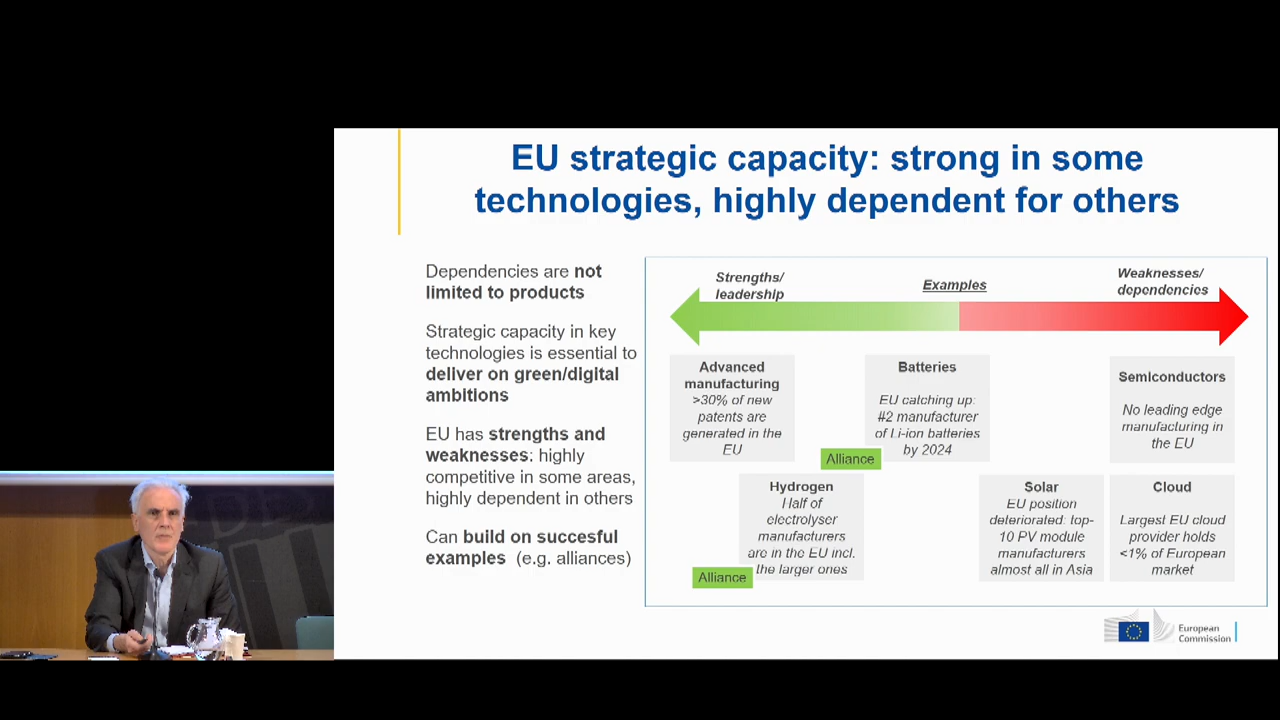 EU strategic capacity: strong in some
technologies, highly dependent for others
Dependencies are not
limited to products
Strategic capacity in key
technologies is essential to
deliver on green/digital
ambitions
EU has strengths and
weaknesses: highly
competitive in some areas,
highly dependent in others
Can build on succesful
examples (e.g. alliances)
Strengths/
leadership
Examples
Weaknesses/
dependencies
Advanced
manufacturing
>30% of new
patents are
generated in the
EU
Batteries
EU catching up:
#2 manufacturer
of Li-ion batteries
by 2024
Alliance
Semiconductors
No leading edge
manufacturing in
the EU
Hydrogen
Half of
electrolyser
manufacturers
are in the EU incl.
the larger ones
Alliance
Solar
EU position
deteriorated: top-
10 PV module
manufacturers
almost all in Asia
Cloud
Largest EU cloud
provider holds
<1% of European
market
European
Commission